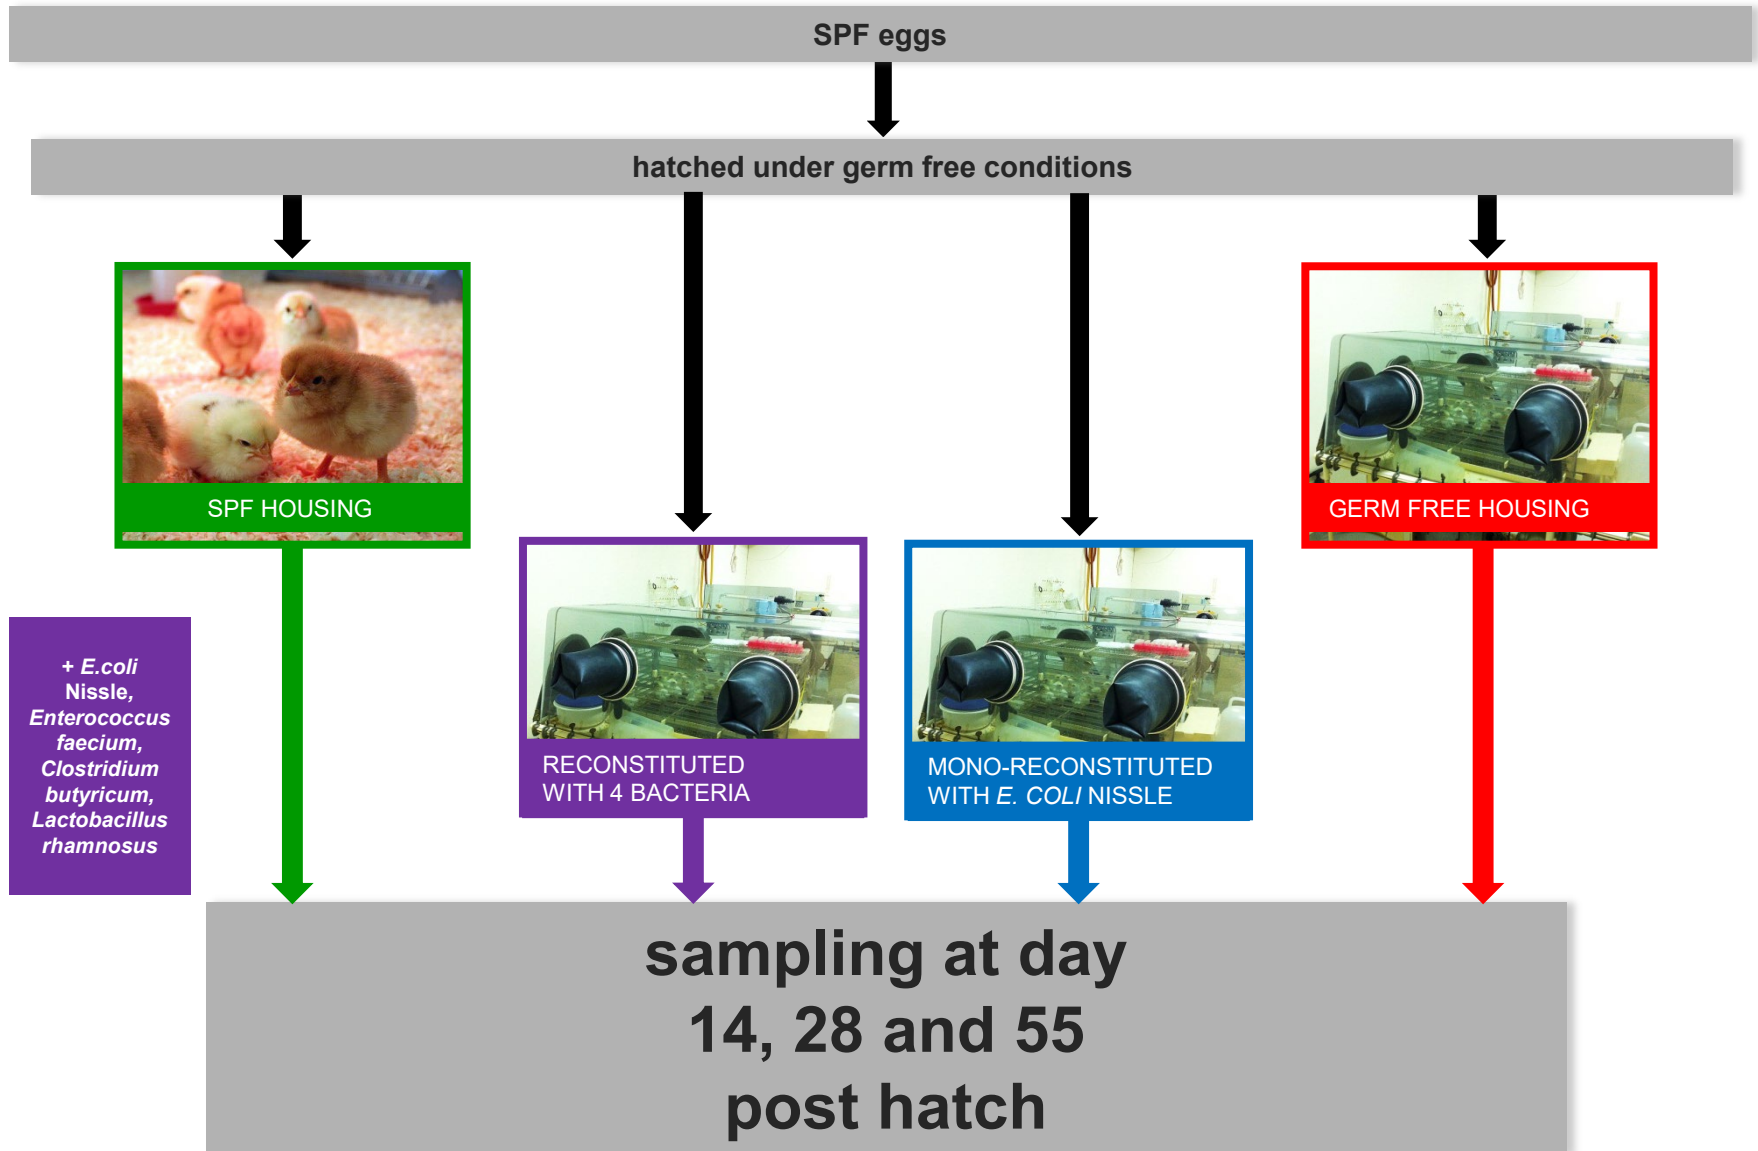 SPF eggs
hatched under germ free conditions
SPF HOUSING
GERM FREE HOUSING
+ E.coli
Nissle,
Enterococcus
faecium,
Clostridium
butyricum,
Lactobacillus
rhamnosus
RECONSTITUTED
WITH 4 BACTERIA
MONO-RECONSTITUTED
WITH E. COLI NISSLE
sampling at day
14, 28 and 55
post hatch